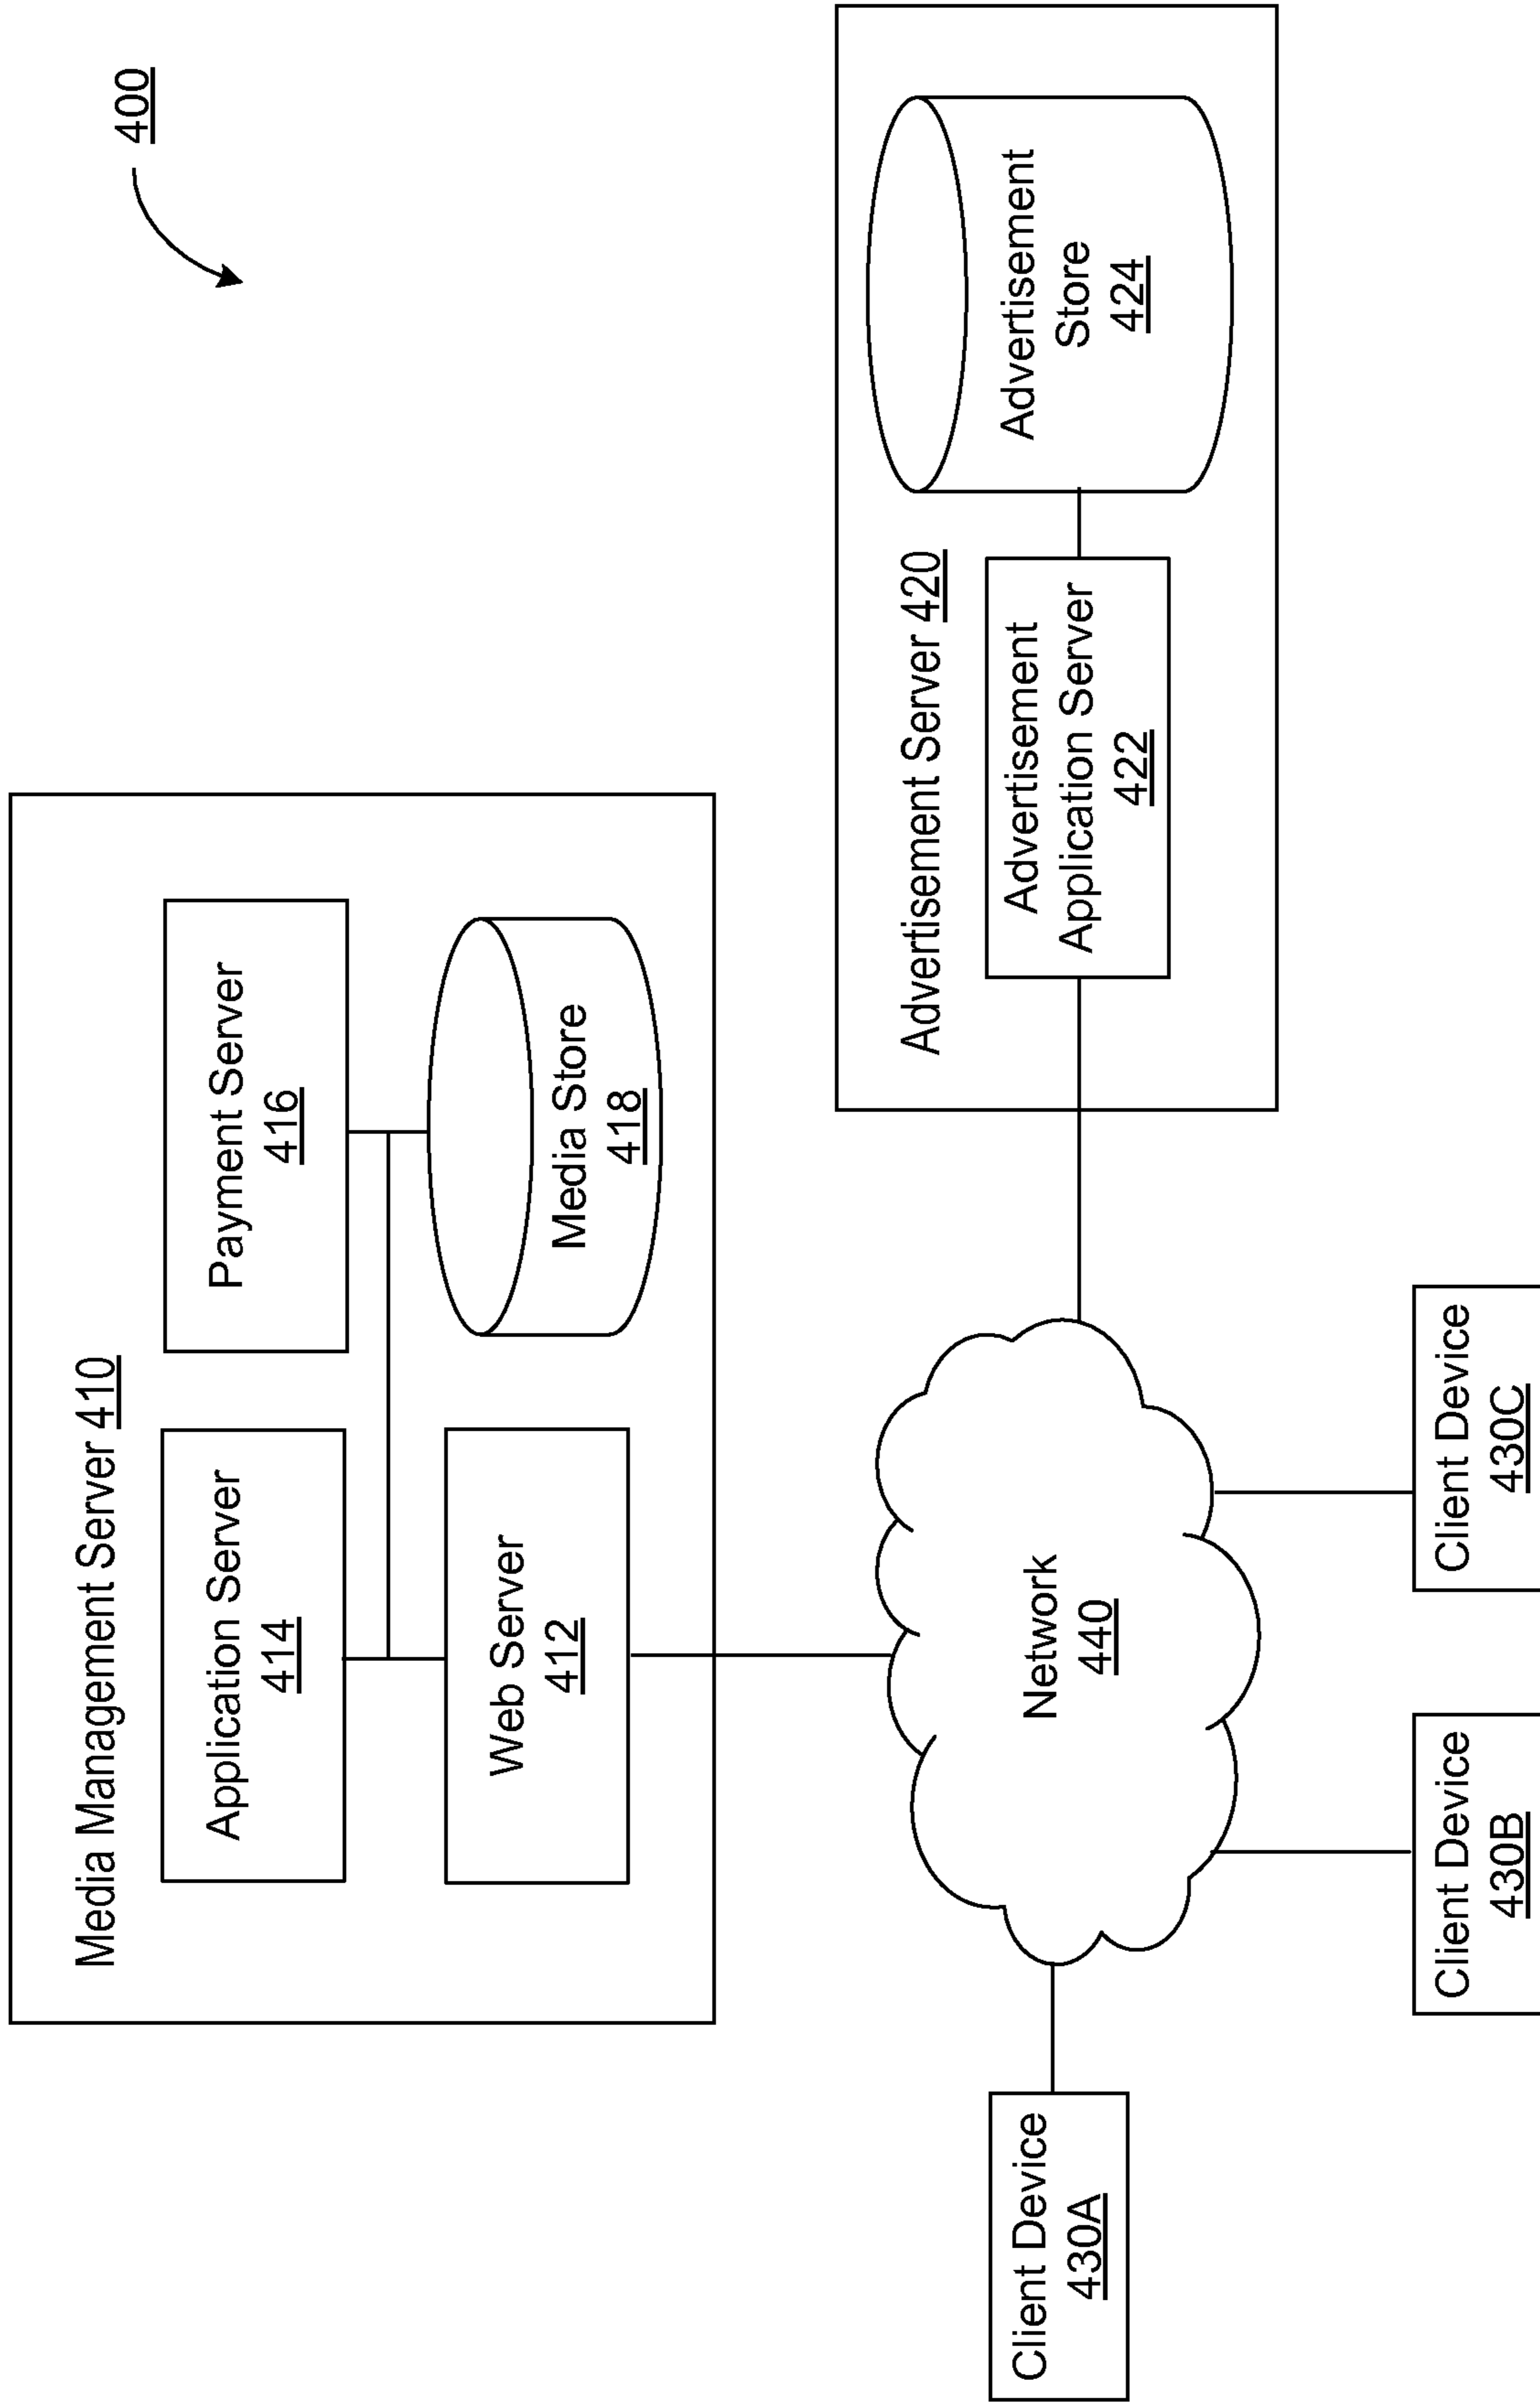 400
Media Management Server 410
Application Server
414
Payment Server
416
Web Server
412
Media Store
418
Advertisement Server 420
Advertisement
Application Server
422
Advertisement
Store
424
Network
440
Client Device
430A
Client Device
430B
Client Device
430C